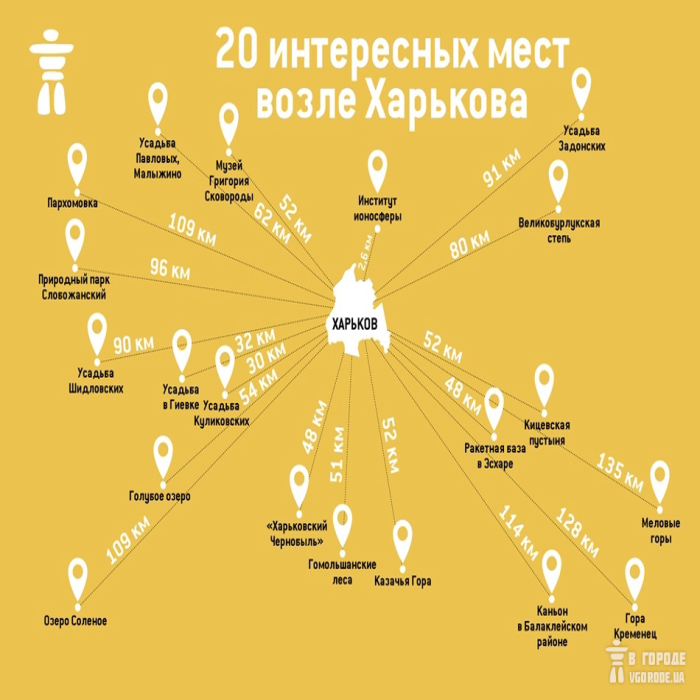 20 интересных мест
возле Харькова
Усадьба
Павловых,
Малыжино
Музей
Григория
Сковороды
Пархомовка
Институт
ионосферы
Усадьба
Задонских
Великобурлукская
степь
Природный парк
Слобожанский
109 км
96 км
62 км
52 км
2.6 км
91 км
80 км
ХАРЬКОВ
90 км
32 км
30 км
54 км
Усадьба
Шидловских
Усадьба
в Гиевке
Усадьба
Куликовских
52 км
48 км
Кицевская
пустыня
Ракетная база
в Эсхаре
48 км
51 км
52 км
135 км
Меловые
горы
Голубое озеро
109 км
«Харьковский
Чернобыль»
Гомольшанские
леса
Казачья Гора
114 км
128 км
Озеро Соленое
Каньон
в Балаклейском
районе
Гора
Кременец
В ГОРОДЕ
VGORODE.UA